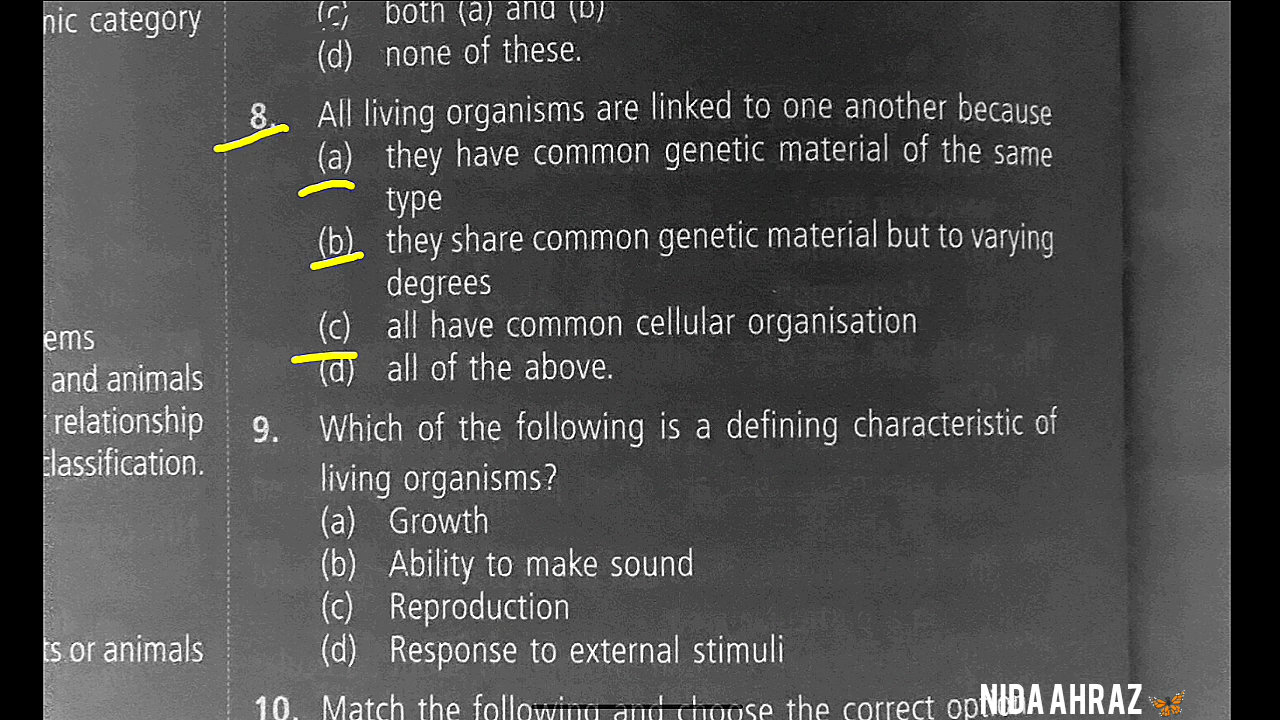 nic category
ems
and animals
relationship
classification.
ts or animals
(c) both (a) and (b)
(d) none of these.
8. All living organisms are linked to one another because
(a) they have common genetic material of the same
type
(b) they share common genetic material but to varying
degrees
(c) all have common cellular organisation
(d) all of the above.
9. Which of the following is a defining characteristic of
living organisms?
(a) Growth
(b) Ability to make sound
(c) Reproduction
(d) Response to external stimuli
10. Match the following and choose the correct option.
NIDA AHRAZ